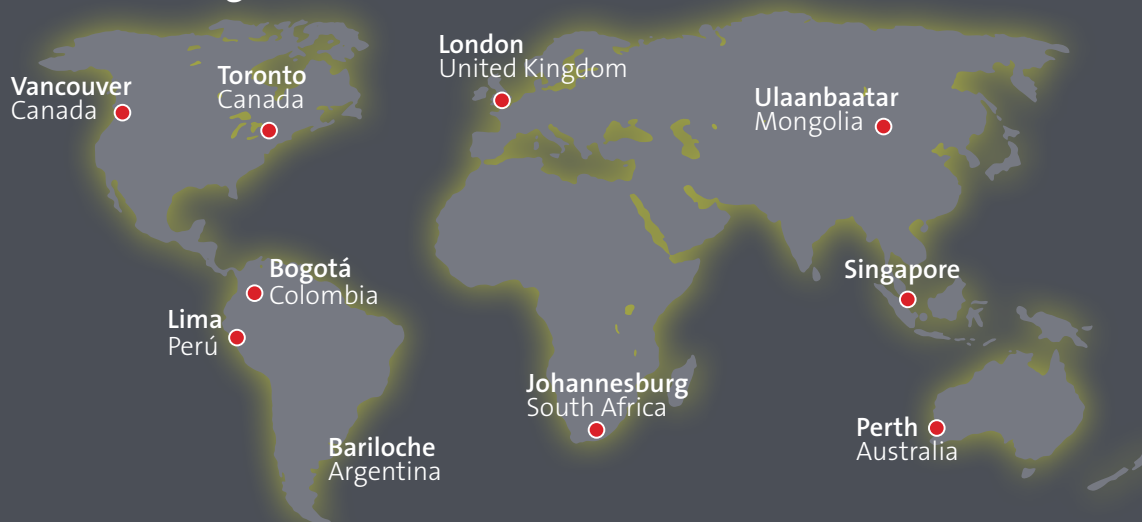 London
United Kingdom
Vancouver
Canada
Toronto
Canada
Ulaanbaatar
Mongolia
Bogotá
Colombia
Singapore
Lima
Perú
Johannesburg
South Africa
Perth
Australia
Bariloche
Argentina